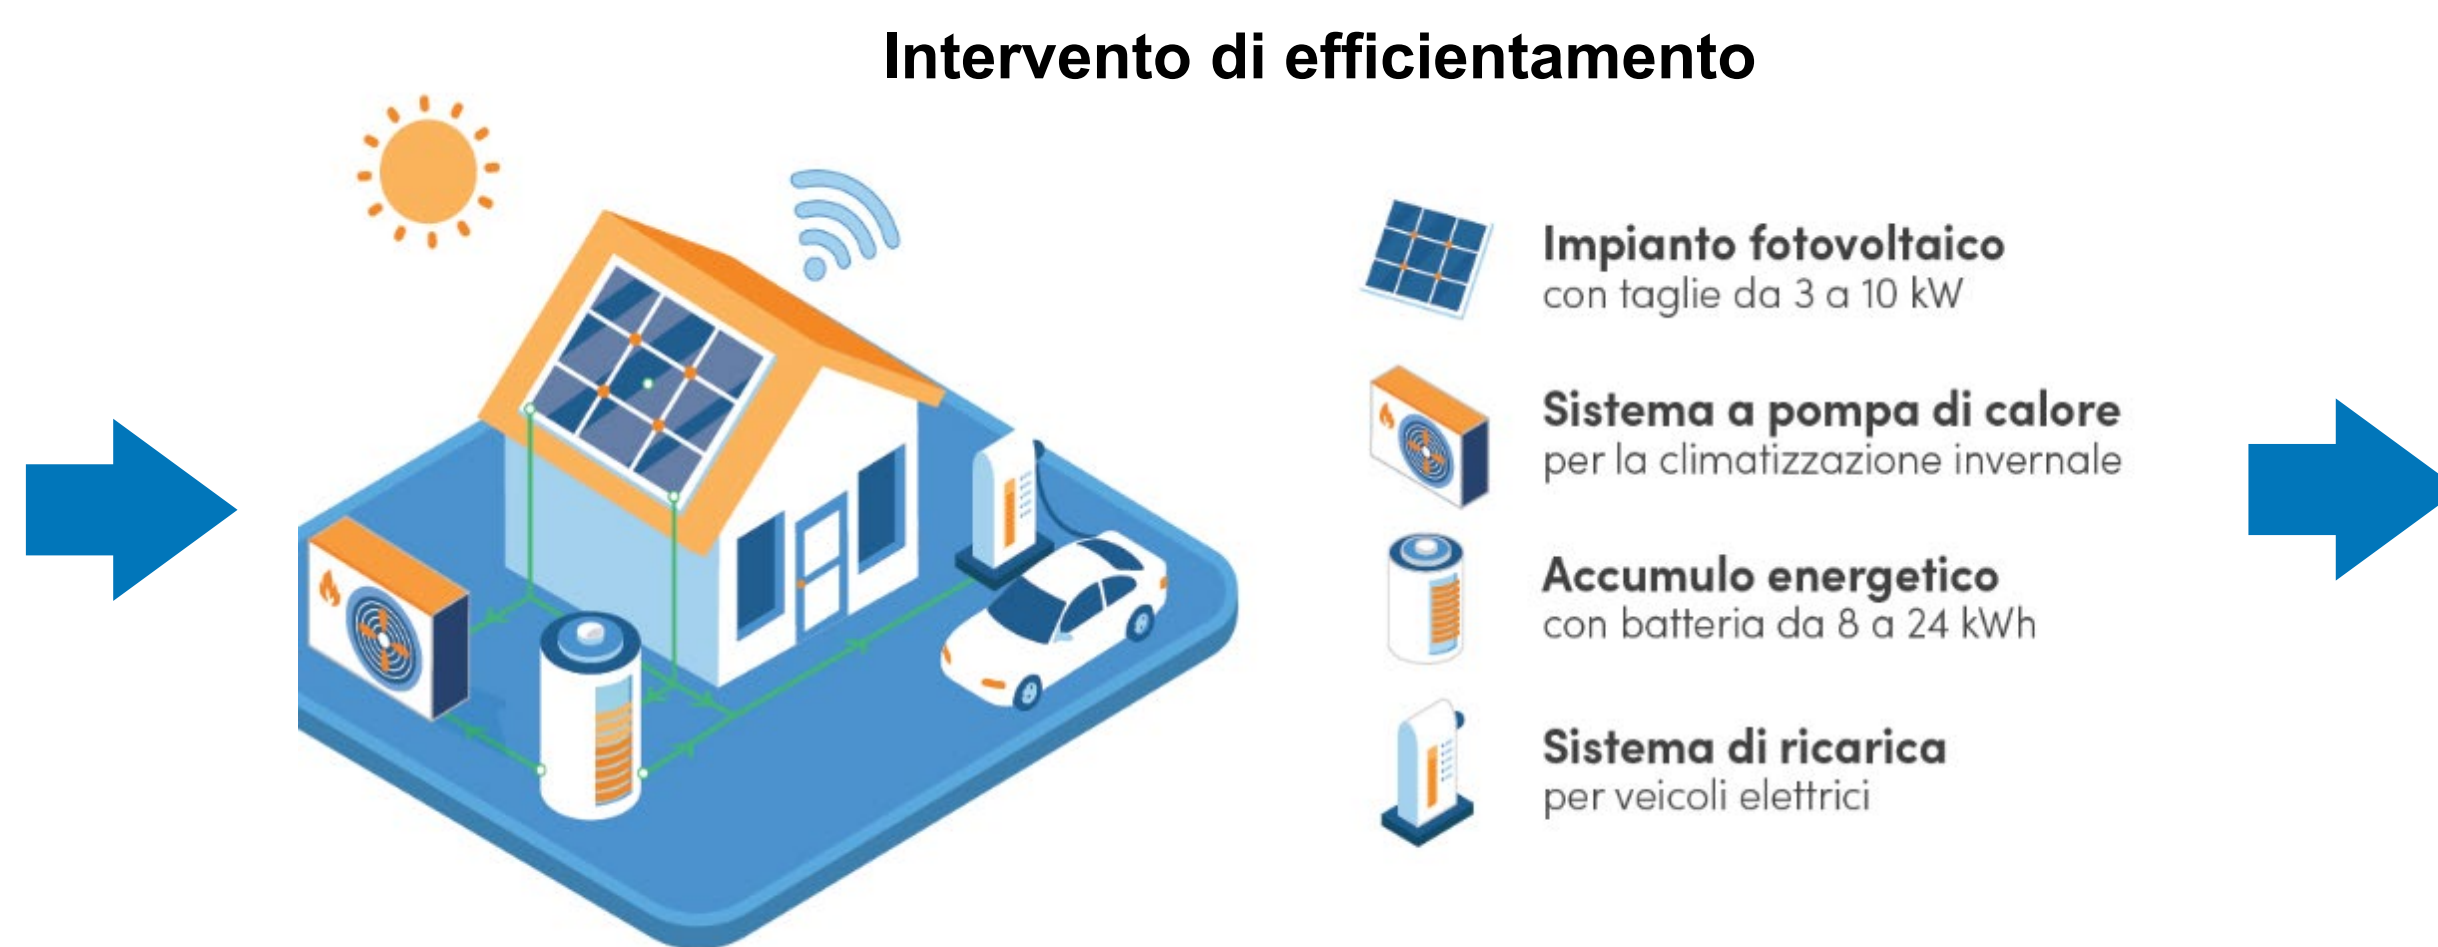 Intervento di efficientamento
Impianto fotovoltaico
con taglie da 3 a 10 kW
Sistema a pompa di calore
per la climatizzazione invernale
Accumulo energetico
con batteria da 8 a 24 kWh
Sistema di ricarica
per veicoli elettrici